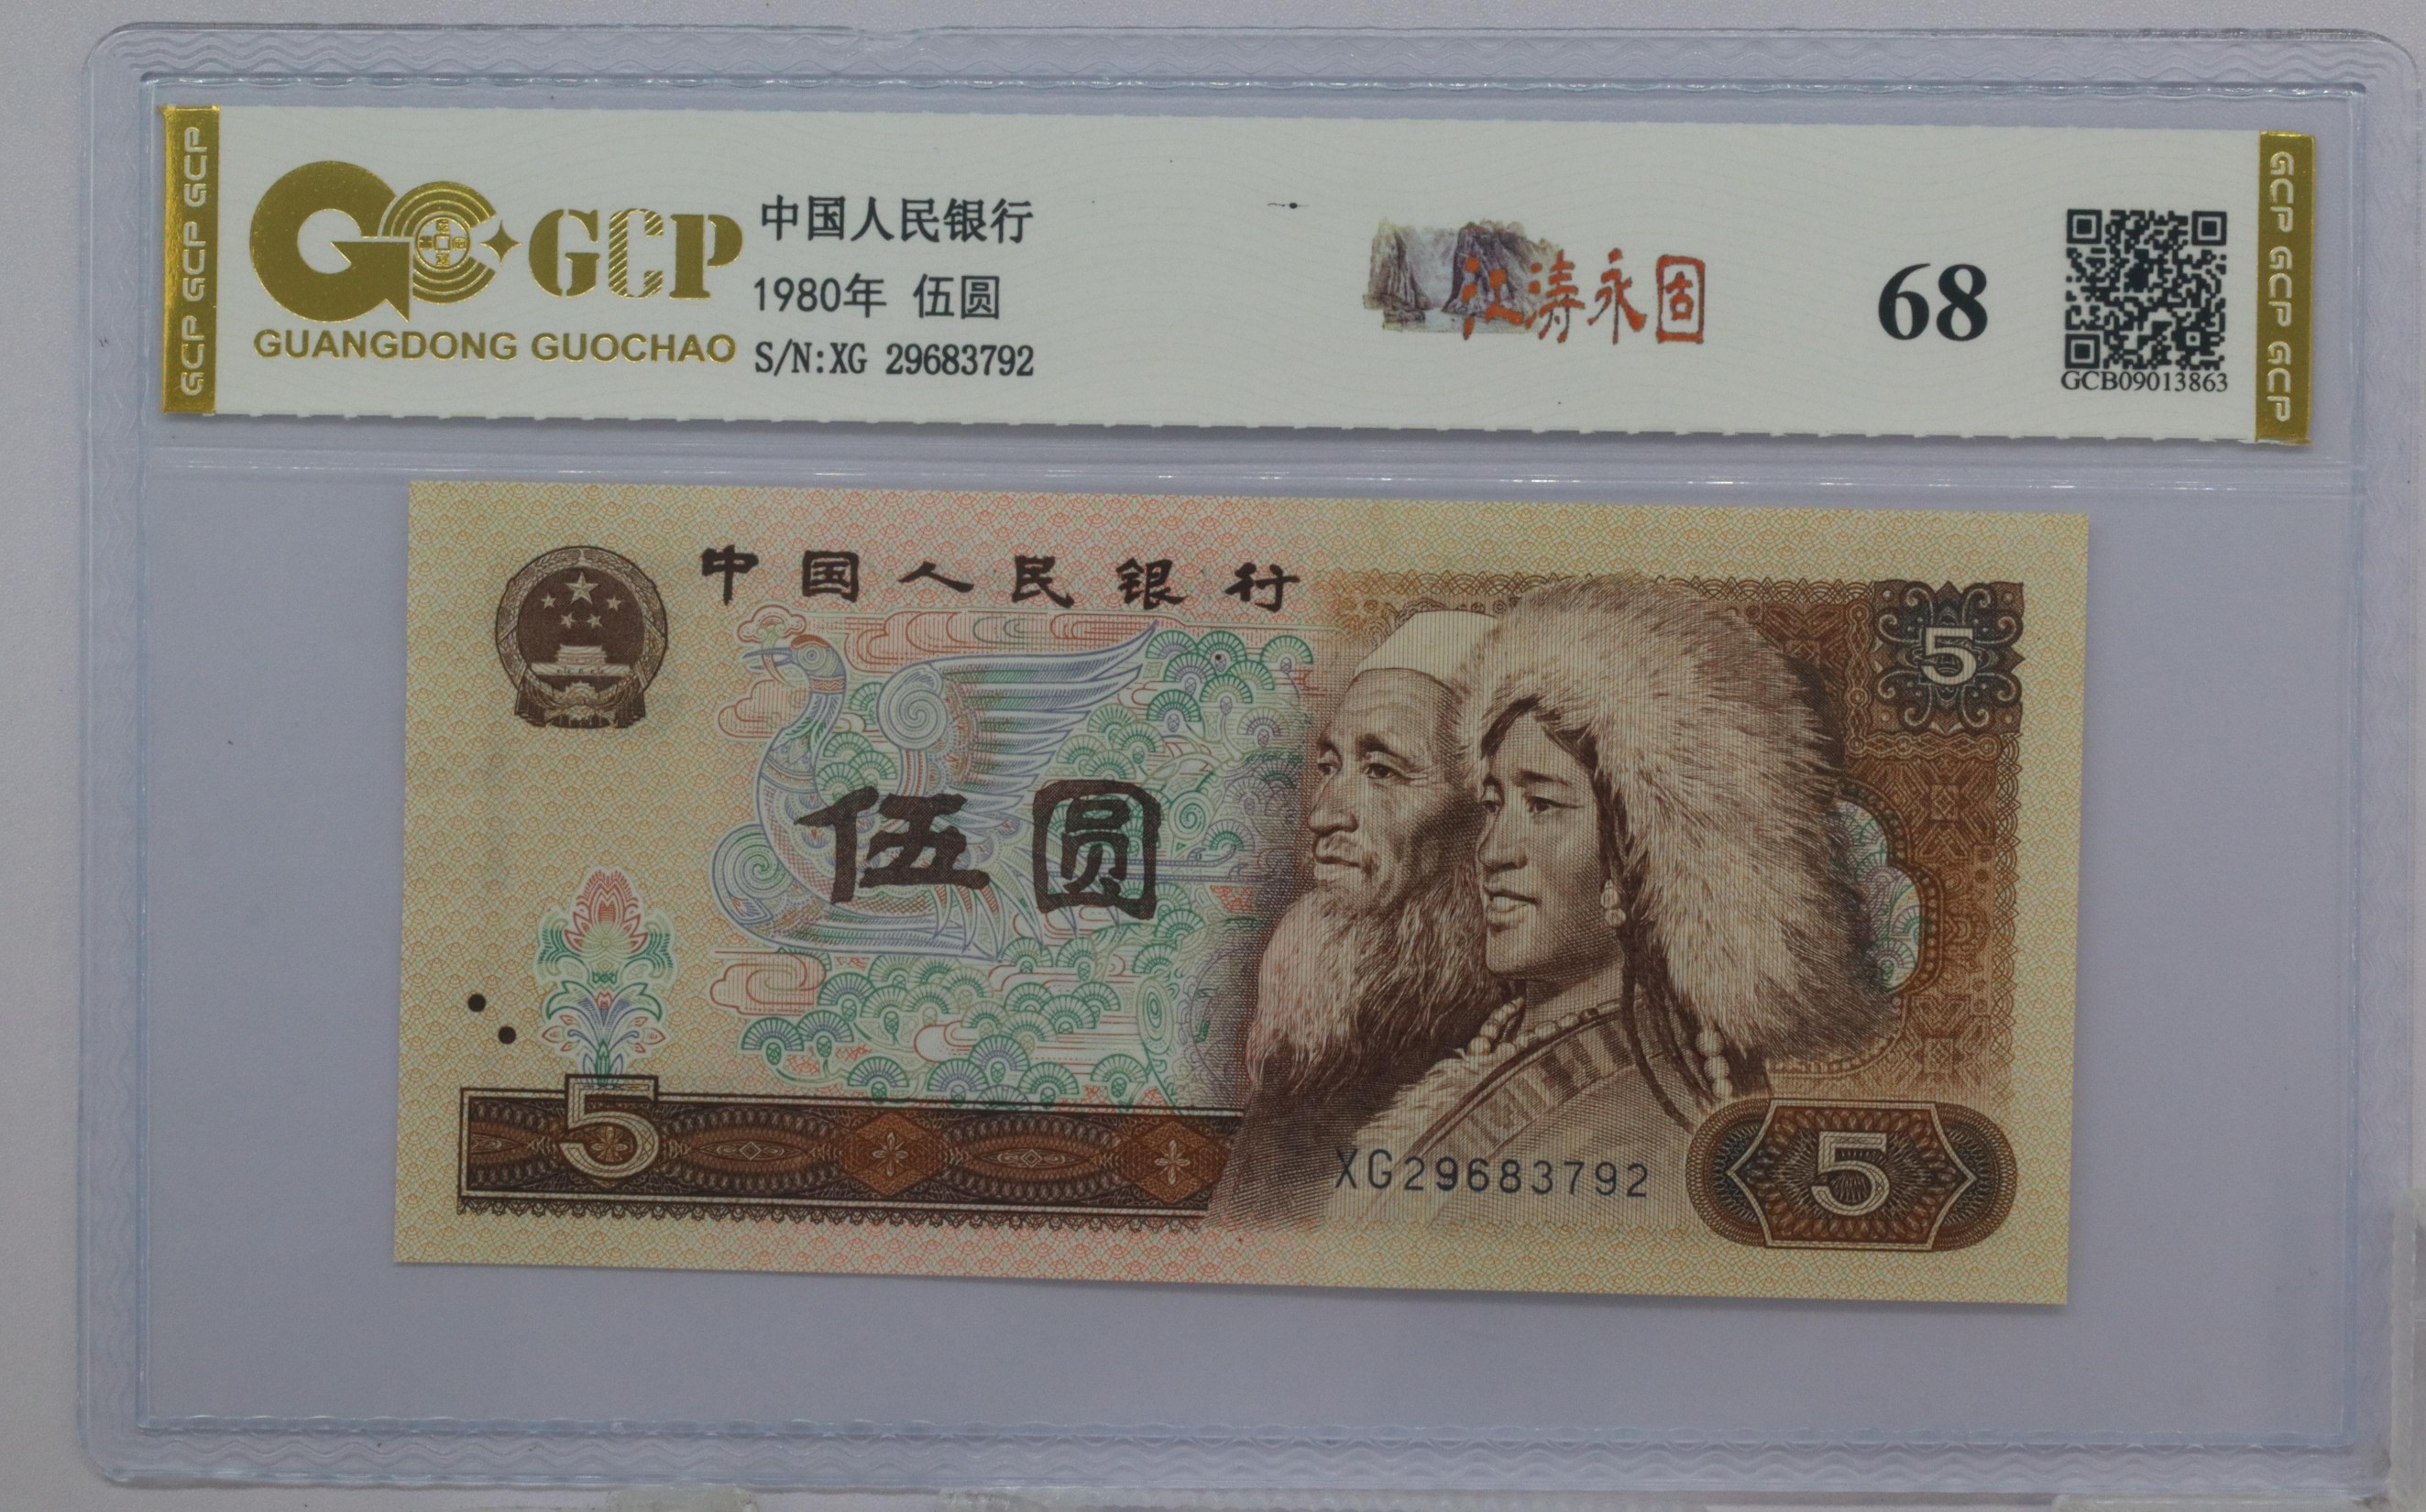 GCP GCP GCP
GCP
GUANGDONG GUOCHAO
中国人民银行
1980年 伍圆
S/N:XG 29683792
江涛永固
68
GCB09013863
GCP GCP GCP
中国人民银行
5
伍圆
5
XG29683792
5